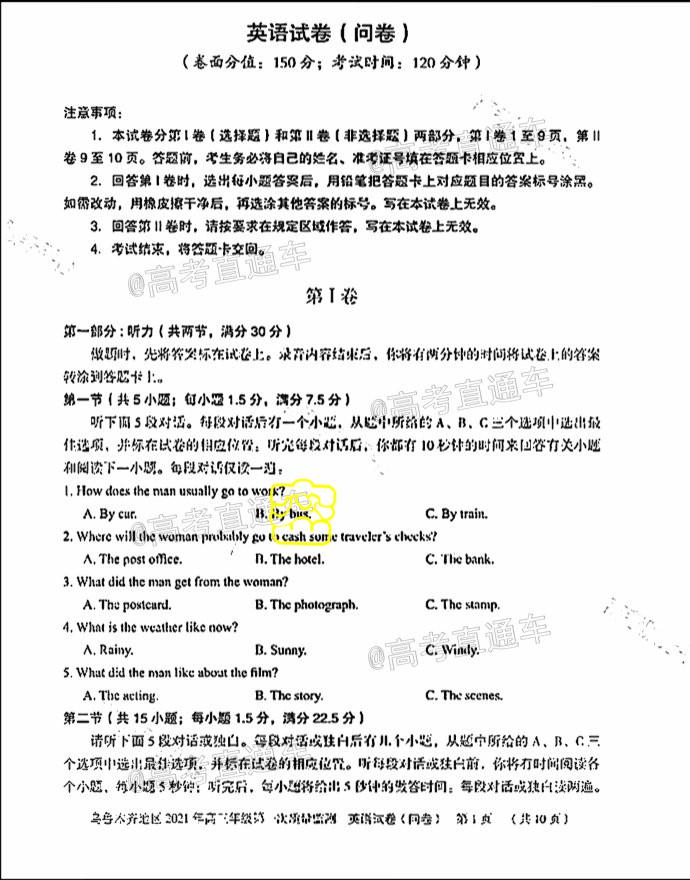 英语试卷（问卷）
（卷面分值：150分；考试时间：120分钟）
注意事项：
1. 本试卷分第Ⅰ卷（选择题）和第Ⅱ卷（非选择题）两部分，第Ⅰ卷1至9页，第Ⅱ
卷9至10页。答题前，考生务必将自己的姓名、准考证号填在答题卡相应位置上。
2. 回答第Ⅰ卷时，选出每小题答案后，用铅笔把答题卡上对应题目的答案标号涂黑。
如需改动，用橡皮擦干净后，再选涂其他答案的标号。写在本试卷上无效。
3. 回答第Ⅱ卷时，请按要求在规定区域作答，写在本试卷上无效。
4. 考试结束，将答题卡交回。
@高考直通车
第Ⅰ卷
第一部分：听力（共两节，满分30分）
做题时，先将答案标在试卷上。录音内容结束后，你将有两分钟的时间将试卷上的答案
转涂到答题卡上。
@高考直通车
第一节（共5小题；每小题1.5分，满分7.5分）
听下面5段对话。每段对话后有一个小题，从题中所给的A、B、C三个选项中选出最
佳选项，并标在试卷的相应位置。听完每段对话后，你都有10秒钟的时间来回答有关小题
和阅读下一小题。每段对话仅读一遍。
1. How does the man usually go to work?
A. By car. B. By bus. C. By train.
@高考直通车
2. Where will the woman probably go to cash some traveler's checks?
A. The post office. B. The hotel. C. The bank.
3. What did the man get from the woman?
A. The postcard. B. The photograph. C. The stamp.
4. What is the weather like now?
A. Rainy. B. Sunny. C. Windy.
@高考直通车
5. What did the man like about the film?
A. The acting. B. The story. C. The scenes.
第二节（共15小题；每小题1.5分，满分22.5分）
请听下面5段对话或独白。每段对话或独白后有几个小题，从题中所给的A、B、C三
个选项中选出最佳选项，并标在试卷的相应位置。听每段对话或独白前，你将有时间阅读各
个小题，每小题5秒钟；听完后，每小题将给出5秒钟的做答时间。每段对话或独白读两遍。
@高考直通车
乌鲁木齐地区2021年高三年级第一次质量监测 英语试卷（问卷） 第1页 （共10页）